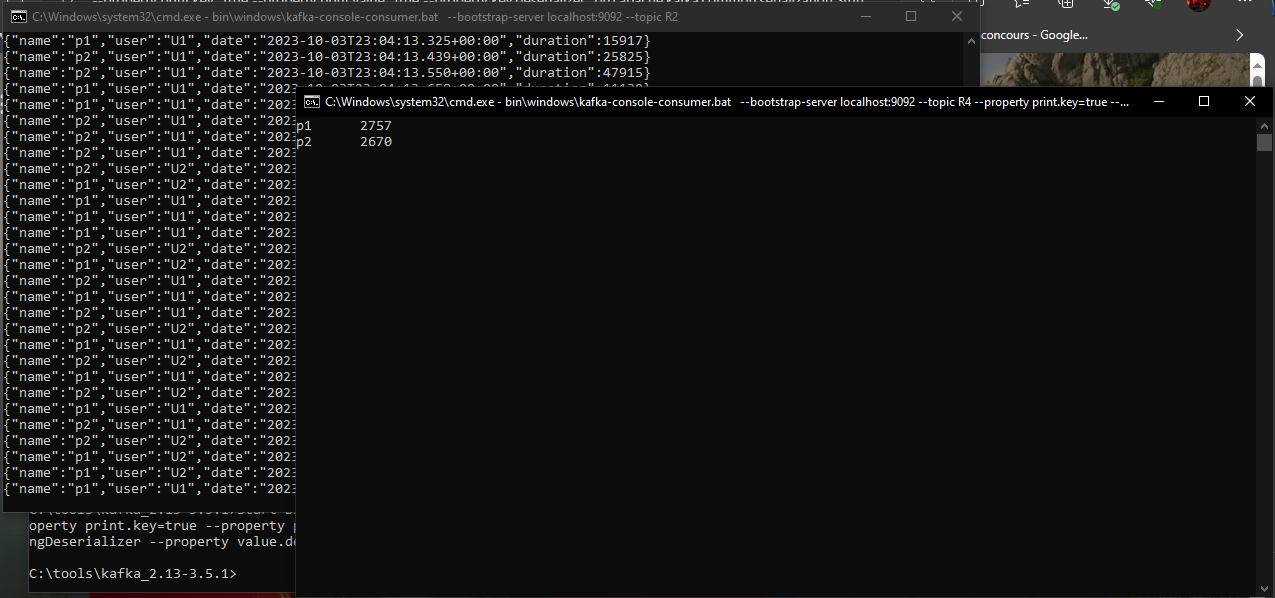 C:\Windows\system32\cmd.exe - bin\windows\kafka-console-consumer.bat --bootstrap-server localhost:9092 --topic R2
{"name":"p1","user":"U1","date":"2023-10-03T23:04:13.325+00:00","duration":15917}
{"name":"p2","user":"U1","date":"2023-10-03T23:04:13.439+00:00","duration":25825}
{"name":"p2","user":"U1","date":"2023-10-03T23:04:13.550+00:00","duration":47915}
{"name":"p1","user":"U1","date":"2023
{"name":"p1","user":"U1","date":"2023
{"name":"p2","user":"U1","date":"2023
{"name":"p2","user":"U1","date":"2023
{"name":"p2","user":"U1","date":"2023
{"name":"p2","user":"U2","date":"2023
{"name":"p1","user":"U2","date":"2023
{"name":"p1","user":"U1","date":"2023
{"name":"p1","user":"U1","date":"2023
{"name":"p1","user":"U1","date":"2023
{"name":"p2","user":"U2","date":"2023
{"name":"p1","user":"U2","date":"2023
{"name":"p2","user":"U1","date":"2023
{"name":"p1","user":"U1","date":"2023
{"name":"p2","user":"U1","date":"2023
{"name":"p2","user":"U2","date":"2023
{"name":"p1","user":"U1","date":"2023
{"name":"p2","user":"U2","date":"2023
{"name":"p1","user":"U1","date":"2023
{"name":"p2","user":"U2","date":"2023
{"name":"p1","user":"U1","date":"2023
{"name":"p2","user":"U1","date":"2023
{"name":"p2","user":"U2","date":"2023
{"name":"p2","user":"U2","date":"2023
{"name":"p1","user":"U2","date":"2023
{"name":"p1","user":"U1","date":"2023
concours - Google...
C:\Windows\system32\cmd.exe - bin\windows\kafka-console-consumer.bat --bootstrap-server localhost:9092 --topic R4 --property print.key=true --...
p1 2757
p2 2670
operty print.key=true --property
ngDeserializer --property value.de
C:\tools\kafka_2.13-3.5.1>